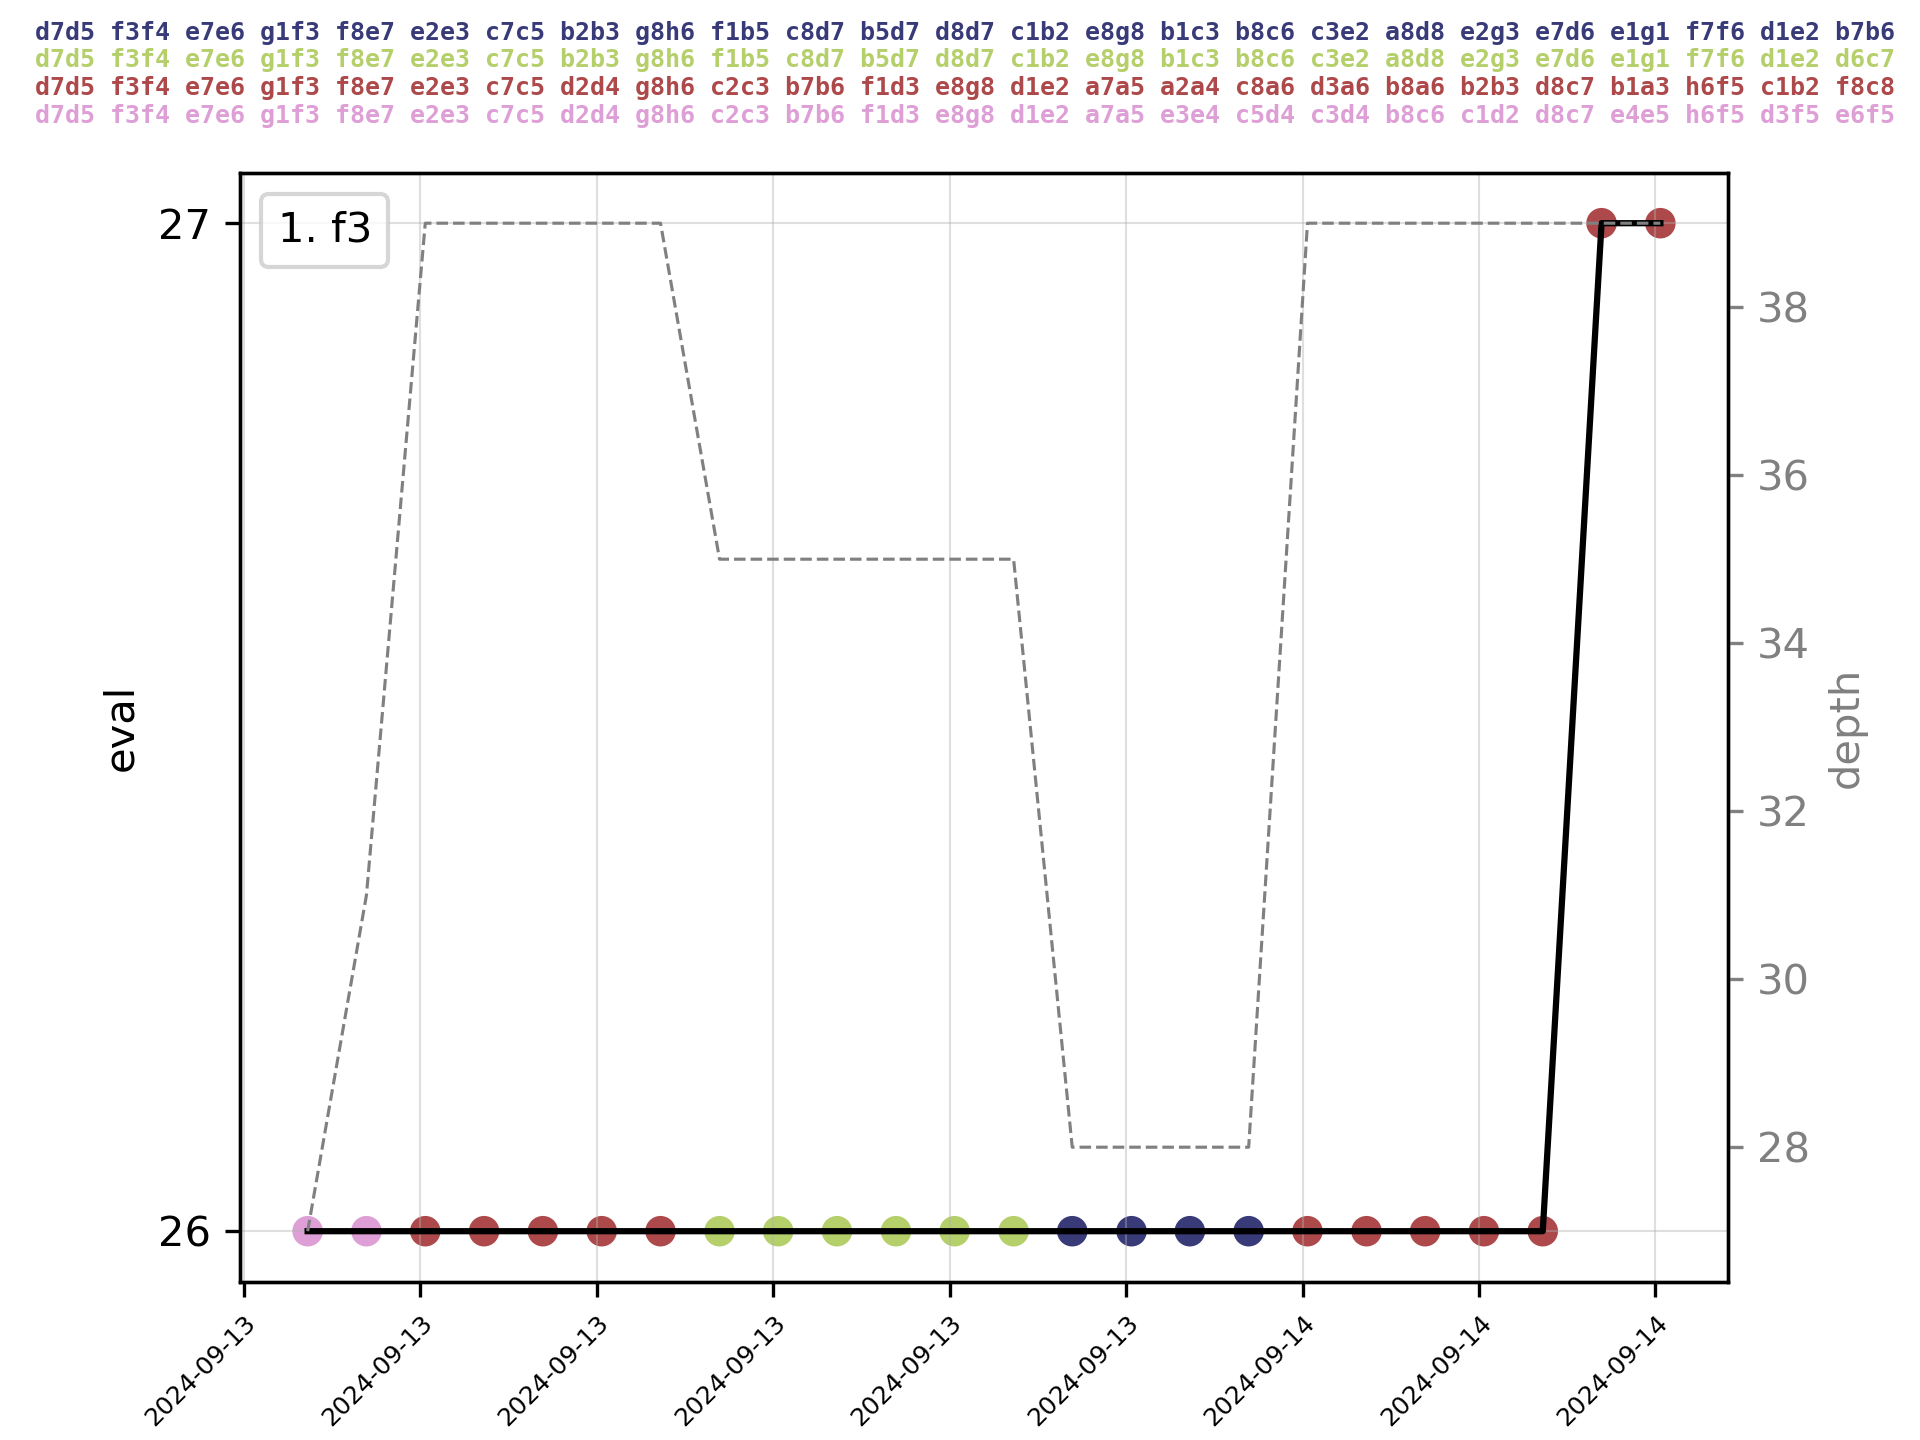 d7d5 f3f4 e7e6 g1f3 f8e7 e2e3 c7c5 b2b3 g8h6 f1b5 c8d7 b5d7 d8d7 c1b2 e8g8 b1c3 b8c6 c3e2 a8d8 e2g3 e7d6 e1g1 f7f6 d1e2 b7b6
d7d5 f3f4 e7e6 g1f3 f8e7 e2e3 c7c5 b2b3 g8h6 f1b5 c8d7 b5d7 d8d7 c1b2 e8g8 b1c3 b8c6 c3e2 a8d8 e2g3 e7d6 e1g1 f7f6 d1e2 d6c7
d7d5 f3f4 e7e6 g1f3 f8e7 e2e3 c7c5 d2d4 g8h6 c2c3 b7b6 f1d3 e8g8 d1e2 a7a5 a2a4 c8a6 d3a6 b8a6 b2b3 d8c7 b1a3 h6f5 c1b2 f8c8
d7d5 f3f4 e7e6 g1f3 f8e7 e2e3 c7c5 d2d4 g8h6 c2c3 b7b6 f1d3 e8g8 d1e2 a7a5 e3e4 c5d4 c3d4 b8c6 c1d2 d8c7 e4e5 h6f5 d3f5 e6f5
1. f3
27
26
eval
38
36
34
32
30
28
depth
2024-09-13
2024-09-13
2024-09-13
2024-09-13
2024-09-13
2024-09-13
2024-09-14
2024-09-14
2024-09-14